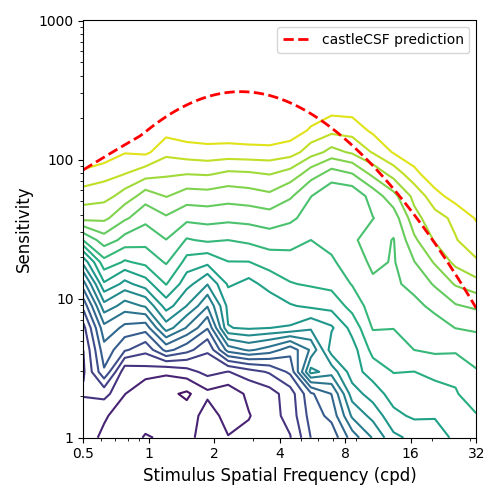 1000
castleCSF prediction
100
Sensitivity
10
1
0.5 1 2 4 8 16 32
Stimulus Spatial Frequency (cpd)